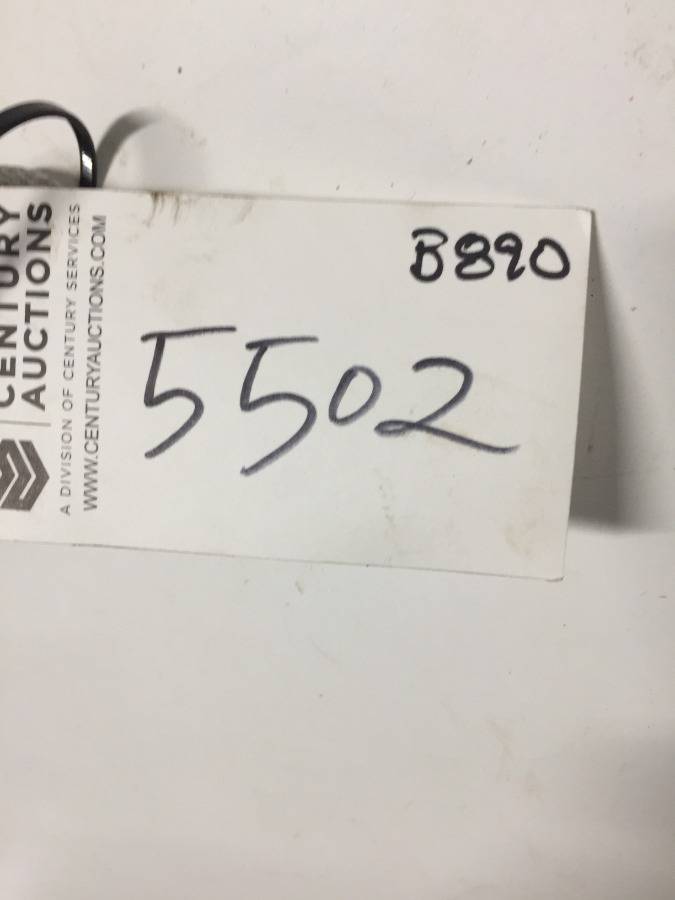 CENTURY
AUCTIONS
A DIVISION OF CENTURY SERVICES
WWW.CENTURYAUCTIONS.COM
B890
5502